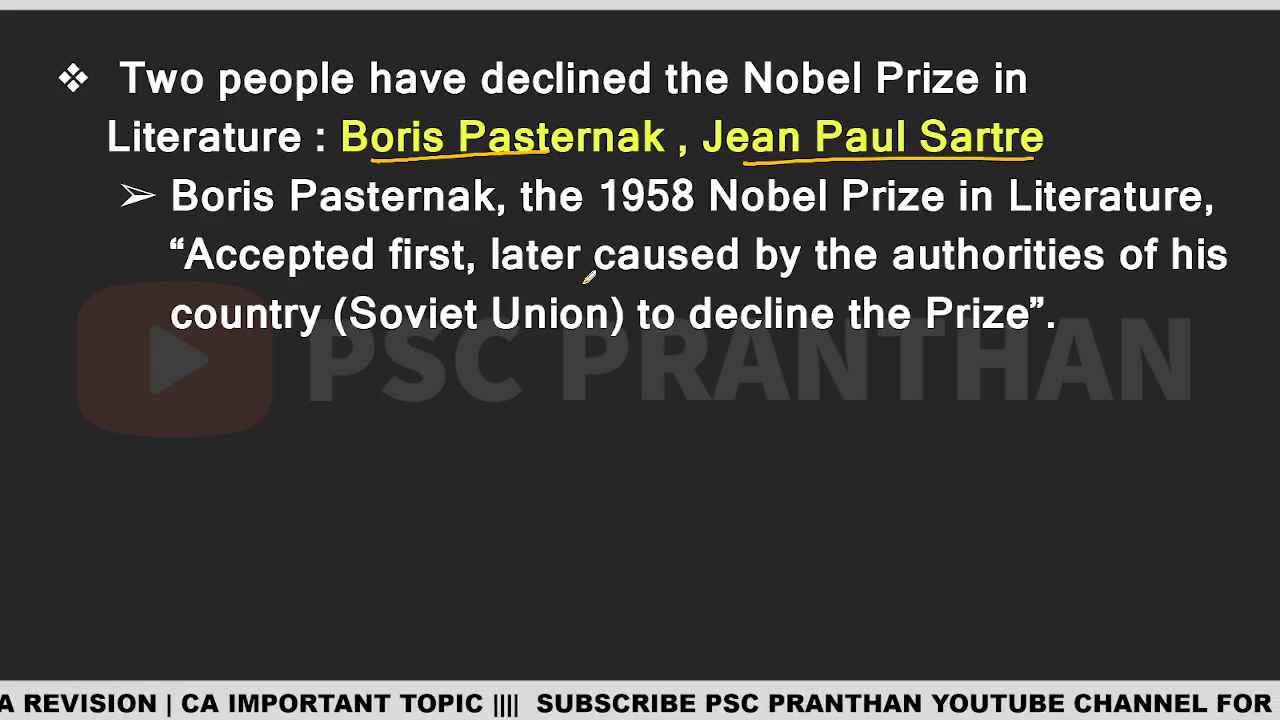 ❖ Two people have declined the Nobel Prize in
Literature : Boris Pasternak , Jean Paul Sartre
➢ Boris Pasternak, the 1958 Nobel Prize in Literature,
“Accepted first, later caused by the authorities of his
country (Soviet Union) to decline the Prize”.
PSC PRANTHAN
A REVISION | CA IMPORTANT TOPIC |||| SUBSCRIBE PSC PRANTHAN YOUTUBE CHANNEL FOR